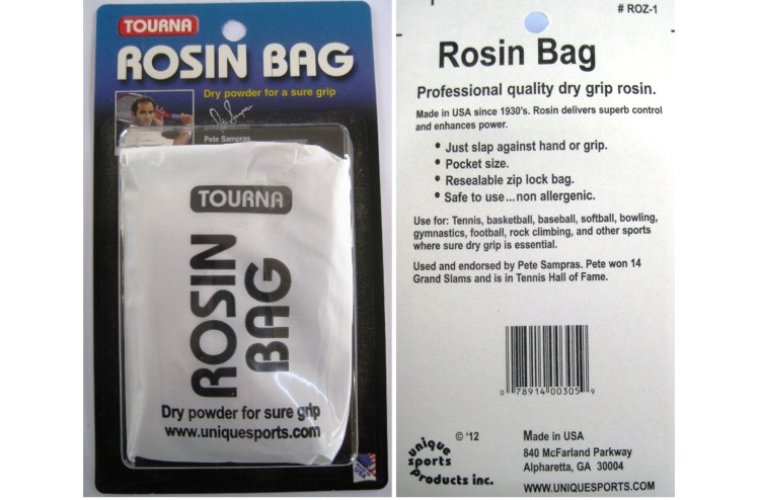 TOURNA
ROSIN BAG
Dry powder for a sure grip
Pete Sampras
TOURNA
ROSIN
BAG
Dry powder for sure grip
www.uniquesports.com
# ROZ-1
Rosin Bag
Professional quality dry grip rosin.
Made in USA since 1930's. Rosin delivers superb control
and enhances power.
• Just slap against hand or grip.
• Pocket size.
• Resealable zip lock bag.
• Safe to use...non allergenic.
Use for: Tennis, basketball, baseball, softball, bowling,
gymnastics, football, rock climbing, and other sports
where sure dry grip is essential.
Used and endorsed by Pete Sampras. Pete won 14
Grand Slams and is in Tennis Hall of Fame.
0 78914 00305 9
© '12
unique
sports
products inc.
Made in USA
840 McFarland Parkway
Alpharetta, GA 30004
WWW.UNIQUESPORTS.COM